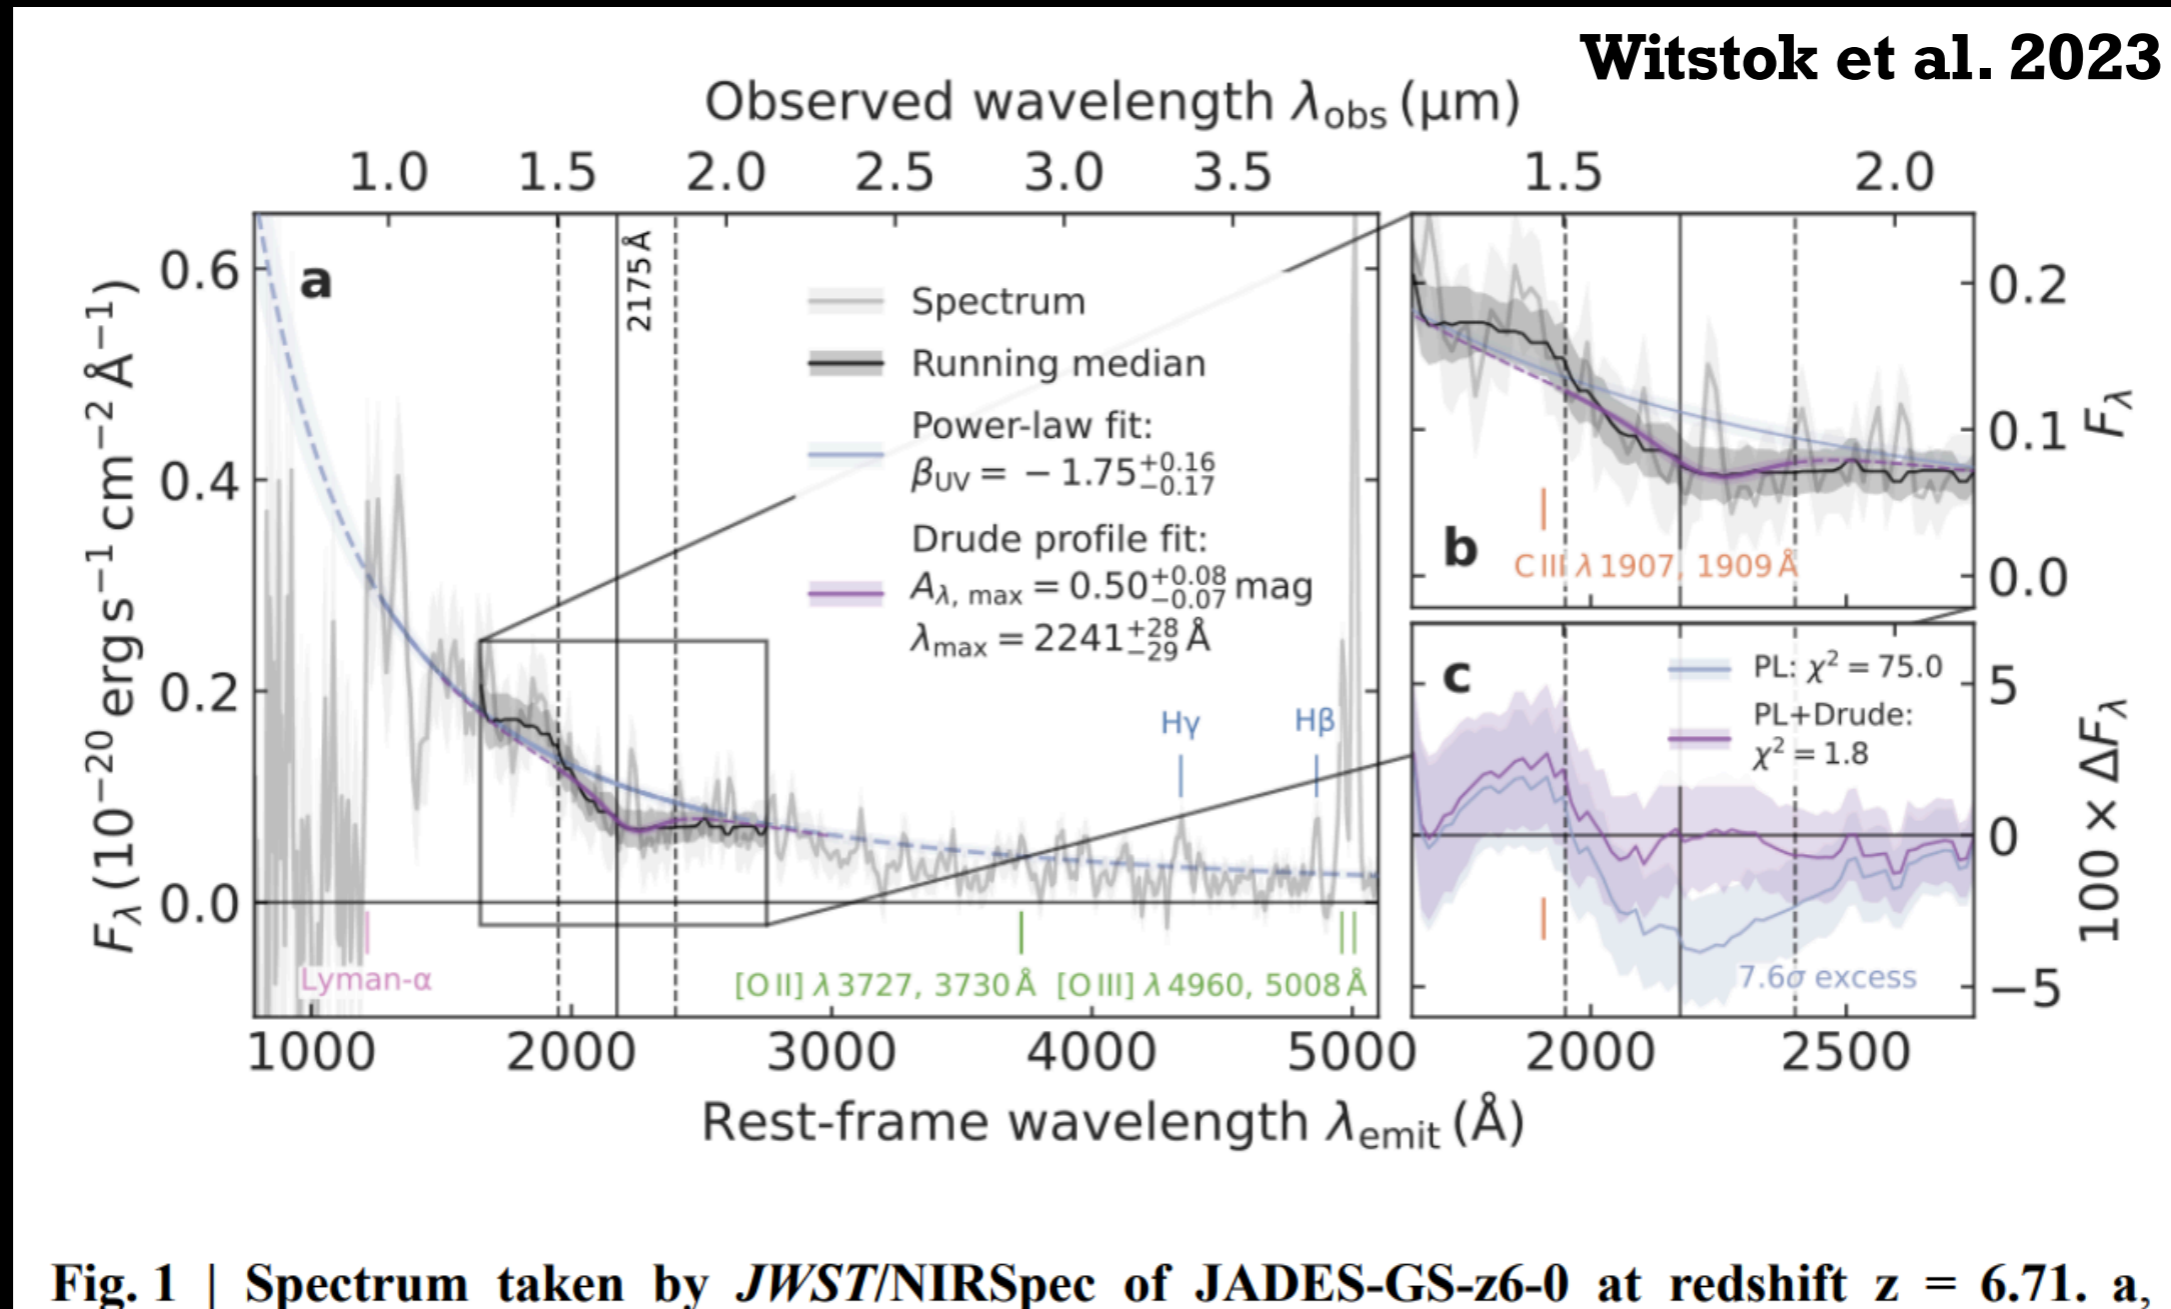 Witstok et al. 2023
Observed wavelength λobs (μm)
1.0 1.5 2.0 2.5 3.0 3.5
1.5 2.0
Fλ (10−20 erg s−1 cm−2 Å−1)
0.6
0.4
0.2
0.0
a
2175 Å
Spectrum
Running median
Power-law fit:
βUV = − 1.75+0.16−0.17
Drude profile fit:
Aλ, max = 0.50+0.08−0.07 mag
λmax = 2241+28−29 Å
Hγ
Hβ
Lyman-α
[O II] λ 3727, 3730 Å
[O III] λ 4960, 5008 Å
1000 2000 3000 4000 5000
b
C III λ 1907, 1909 Å
0.2
0.1
0.0
Fλ
c
PL: χ2 = 75.0
PL+Drude:
χ2 = 1.8
7.6σ excess
5
0
−5
100 × ΔFλ
2000 2500
Rest-frame wavelength λemit (Å)
Fig. 1 | Spectrum taken by JWST/NIRSpec of JADES-GS-z6-0 at redshift z = 6.71. a,